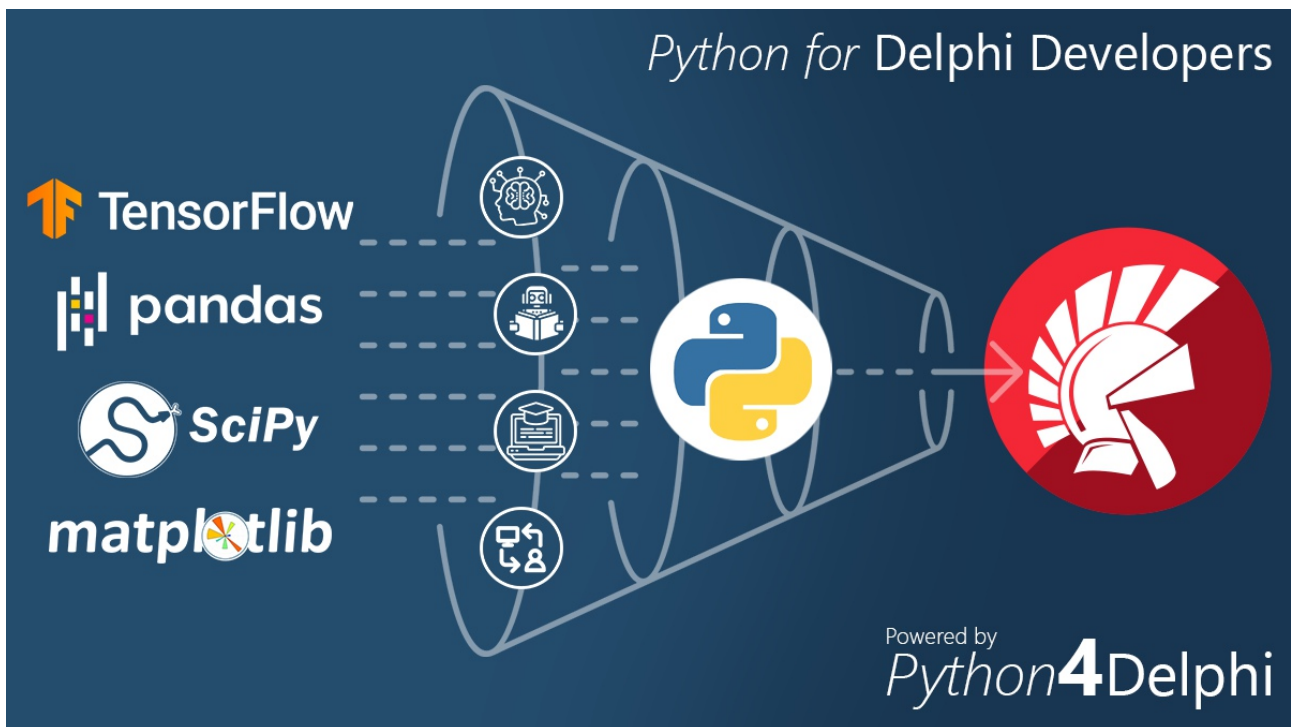 Python for Delphi Developers
TensorFlow
pandas
SciPy
matplotlib
Powered by
Python4Delphi